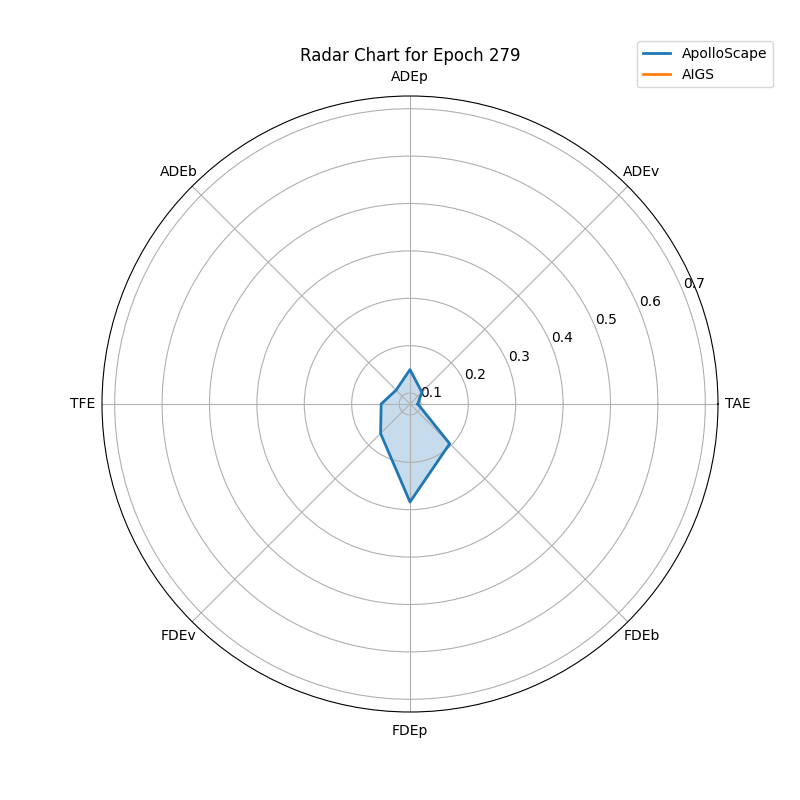 Radar Chart for Epoch 279
ApolloScape
AIGS
ADEp
ADEb
ADEv
0.7
0.6
0.5
0.4
0.3
0.2
0.1
TFE
TAE
FDEv
FDEb
FDEp